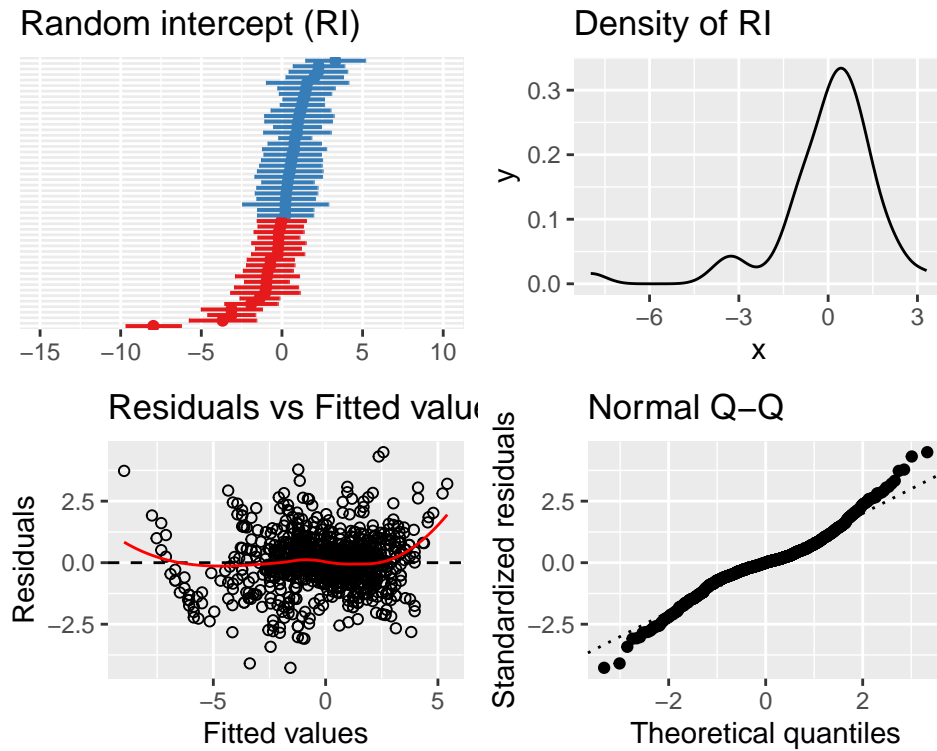 Random intercept (RI)
−15 −10 −5 0 5 10
Density of RI
y
0.3
0.2
0.1
0.0
−6 −3 0 3
x
Residuals vs Fitted value
Residuals
2.5
0.0
−2.5
−5 0 5
Fitted values
Normal Q−Q
Standardized residuals
2.5
0.0
−2.5
−2 0 2
Theoretical quantiles